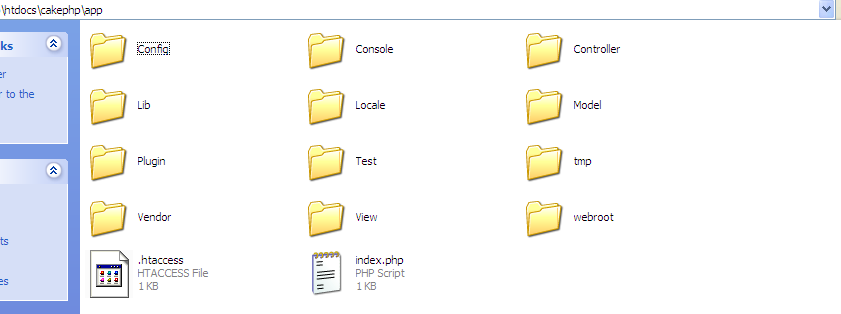 \htdocs\cakephp\app
ks
Config
Console
Controller
er
r to the
Lib
Locale
Model
Plugin
Test
tmp
Vendor
View
webroot
ts
es
.htaccess
HTACCESS File
1 KB
index.php
PHP Script
1 KB